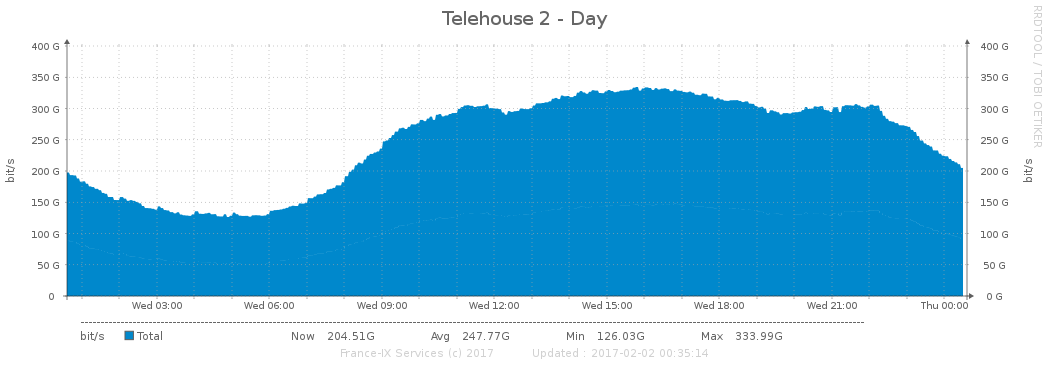 Telehouse 2 - Day
RRDTOOL / TOBI OETIKER
bit/s
400 G
350 G
300 G
250 G
200 G
150 G
100 G
50 G
0
400 G
350 G
300 G
250 G
200 G
150 G
100 G
50 G
0 G
bit/s
Wed 03:00 Wed 06:00 Wed 09:00 Wed 12:00 Wed 15:00 Wed 18:00 Wed 21:00 Thu 00:00
bit/s Total Now 204.51G Avg 247.77G Min 126.03G Max 333.99G
France-IX Services (c) 2017 Updated : 2017-02-02 00:35:14